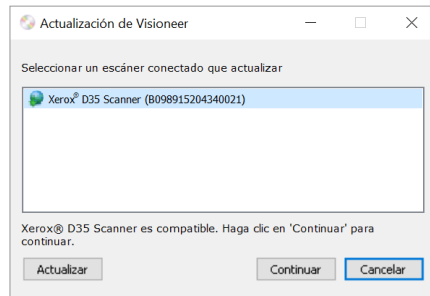 Actualización de Visioneer
Seleccionar un escáner conectado que actualizar
Xerox® D35 Scanner (B098915204340021)
Xerox® D35 Scanner es compatible. Haga clic en 'Continuar' para
continuar.
Actualizar Continuar Cancelar